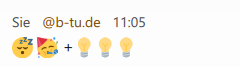 Sie @b-tu.de 11:05
😴🥳 + 💡💡💡